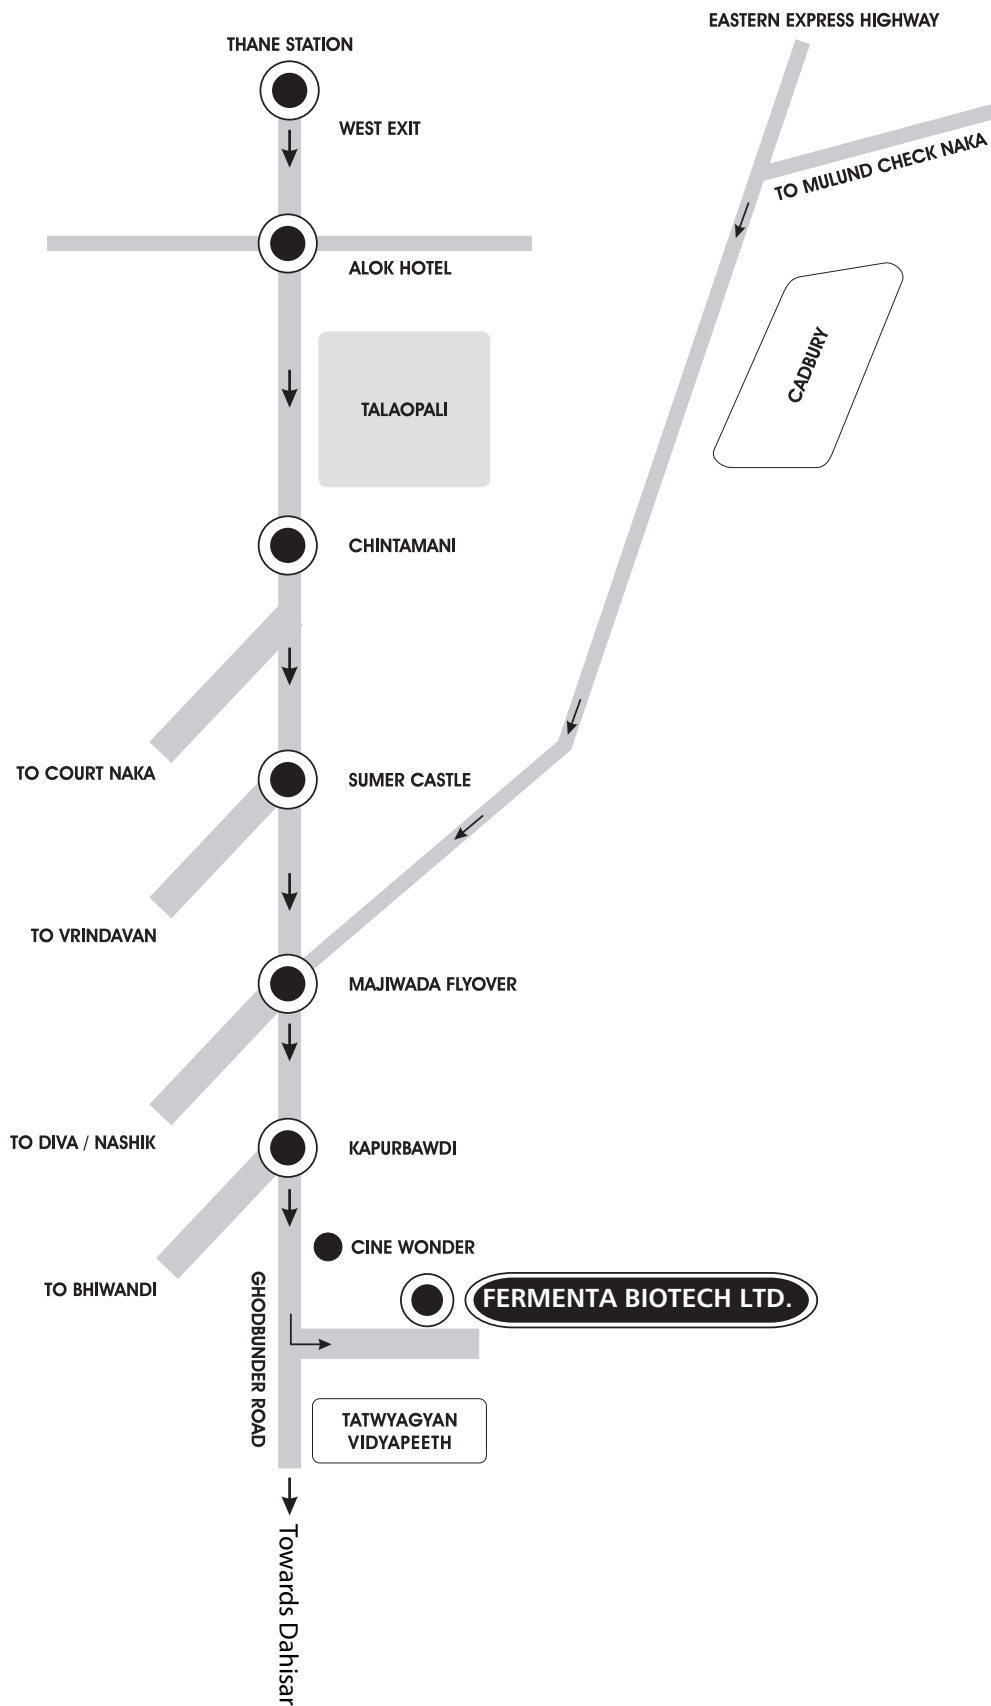 EASTERN EXPRESS HIGHWAY
THANE STATION
WEST EXIT
TO MULUND CHECK NAKA
ALOK HOTEL
CADBURY
TALAOPALI
CHINTAMANI
TO COURT NAKA
SUMER CASTLE
TO VRINDAVAN
MAJIWADA FLYOVER
TO DIVA / NASHIK
KAPURBAWDI
CINE WONDER
TO BHIWANDI
FERMENTA BIOTECH LTD.
GHODBUNDER ROAD
TATWYAGYAN
VIDYAPEETH
Towards Dahisar